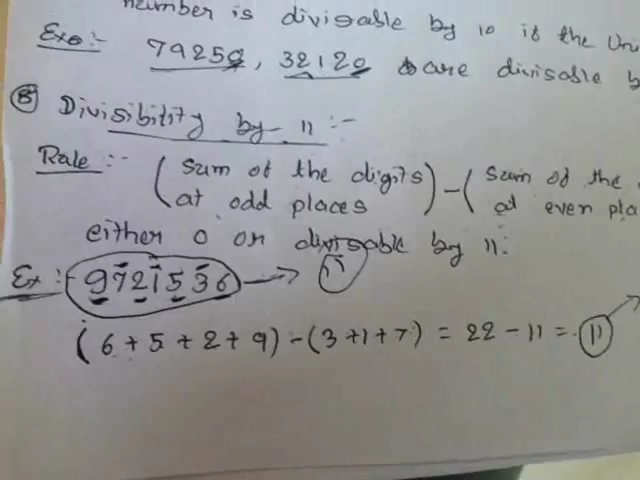 number is divisable by 10 if the
Exs:- 79250, 32120 are divisable
(B) Divisibility by 11:-
Rule:- (sum of the digits at odd places) - (sum of the at even
either 0 or divisable by 11:
Ex:- 9721536 → 11
(6+5+2+9)-(3+1+7) = 22-11 = 11